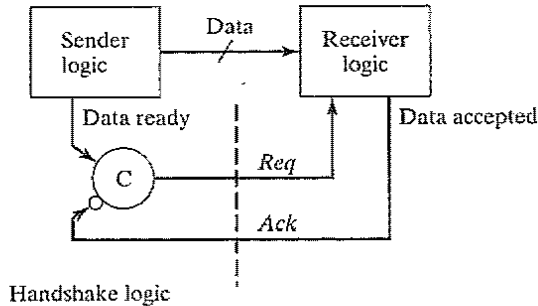 Sender
logic
Data
Receiver
logic
Data ready
Data accepted
C
Req
Ack
Handshake logic